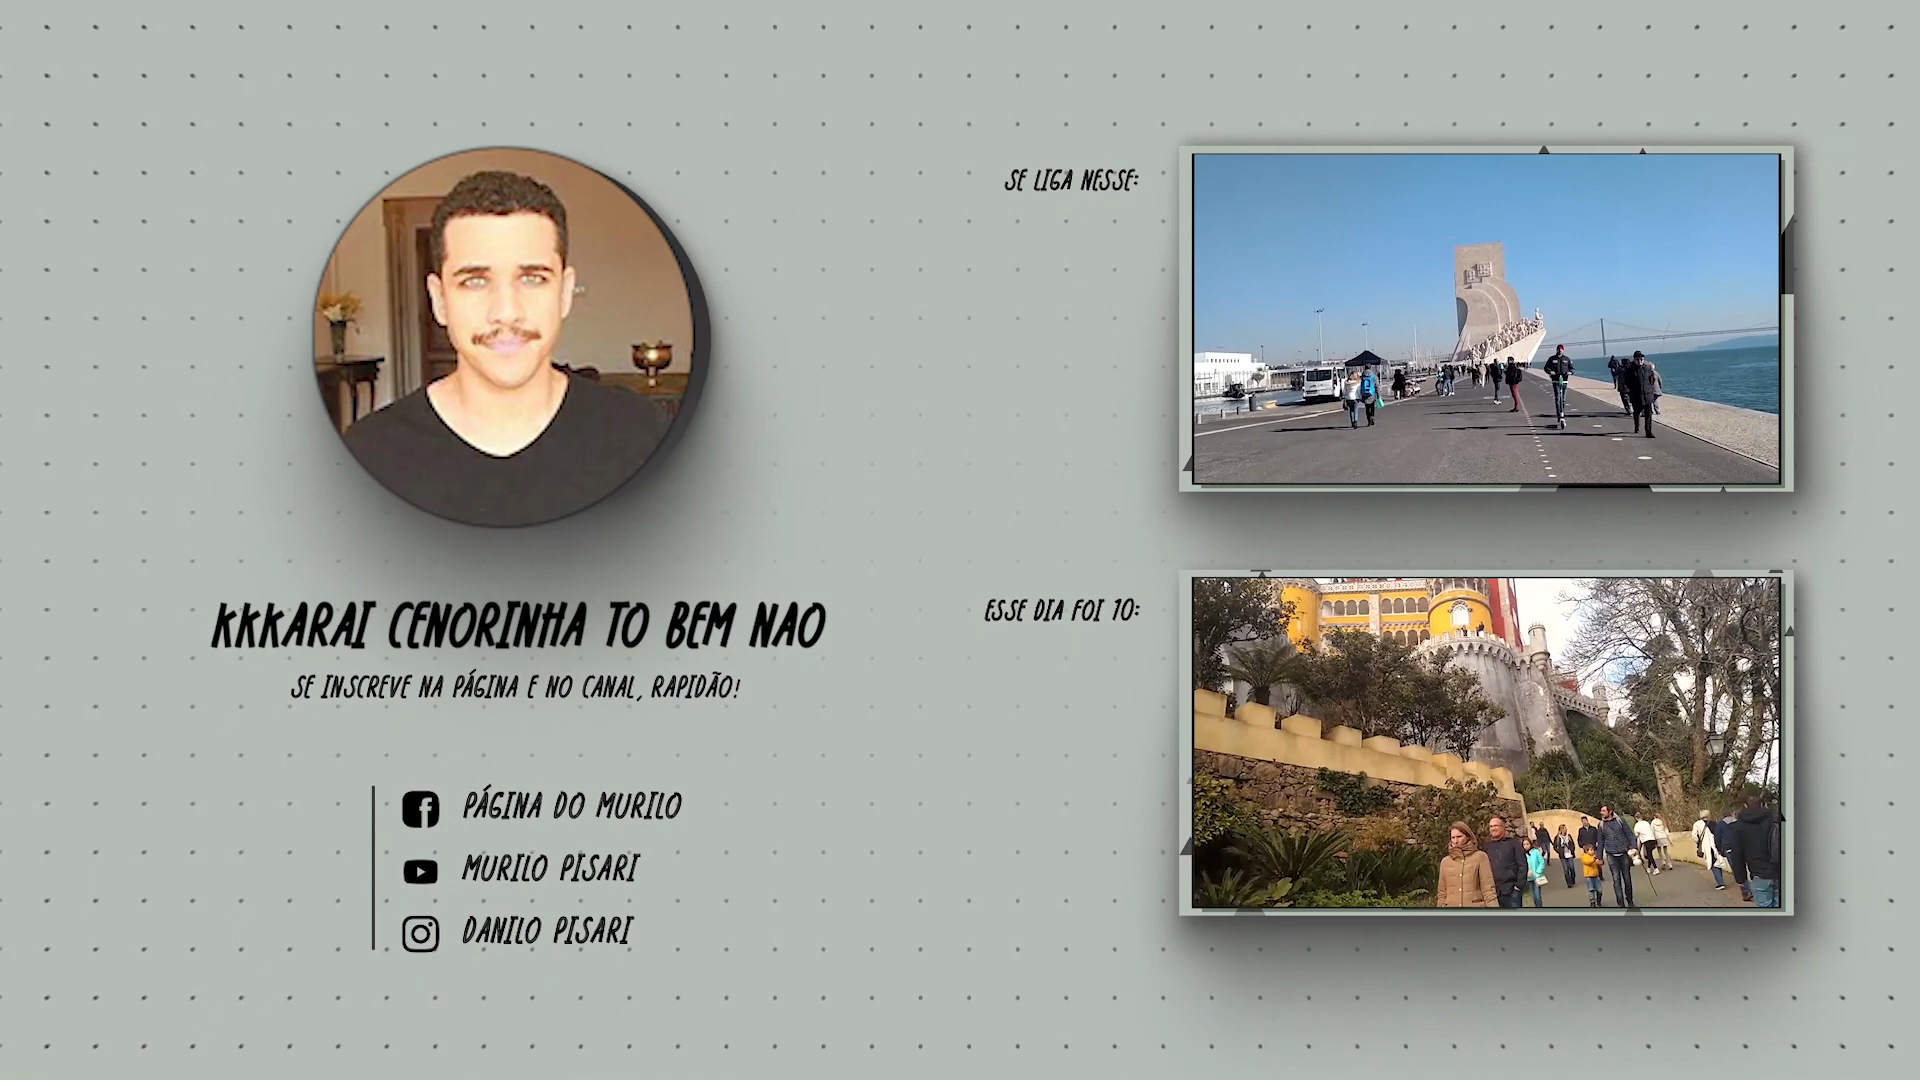 SE LIGA NESSE:
KKKARAI CENORINHA TO BEM NAO
SE INSCREVE NA PÁGINA E NO CANAL, RAPIDÃO!
ESSE DIA FOI 10:
PÁGINA DO MURILO
MURILO PISARI
DANILO PISARI